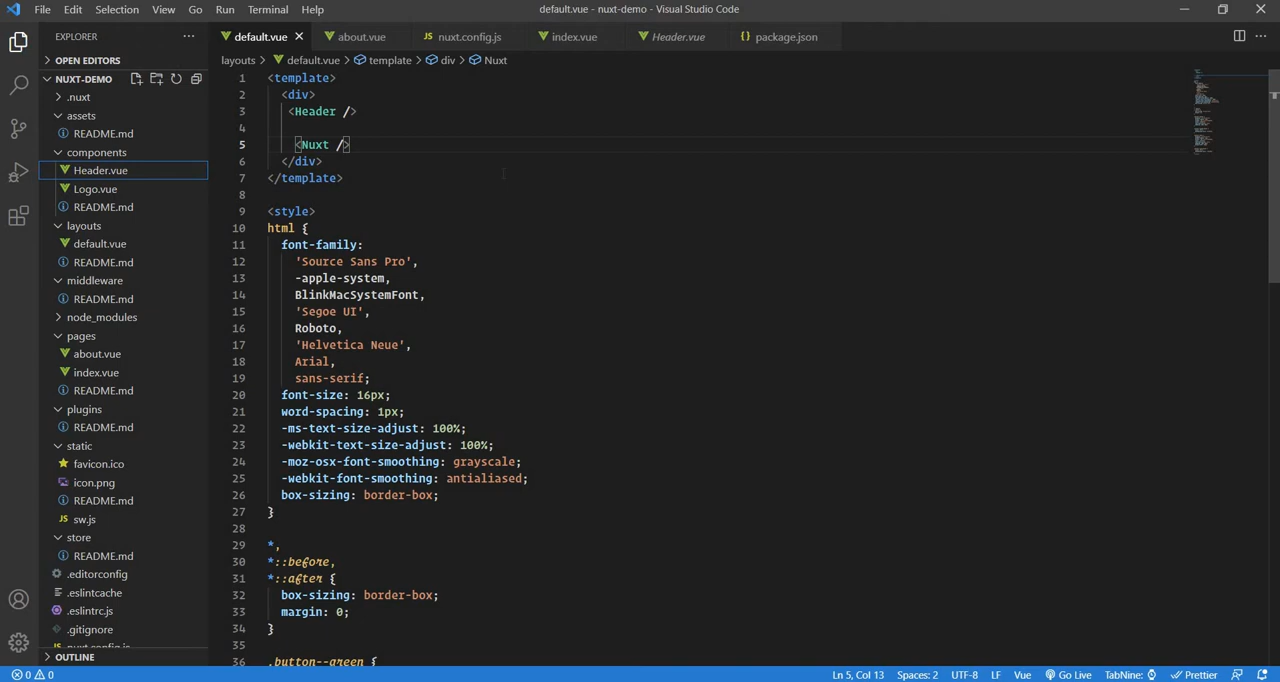 File Edit Selection View Go Run Terminal Help
default.vue - nuxt-demo - Visual Studio Code
EXPLORER
OPEN EDITORS
NUXT-DEMO
.nuxt
assets
README.md
components
Header.vue
Logo.vue
README.md
layouts
default.vue
README.md
middleware
README.md
node_modules
pages
about.vue
index.vue
README.md
plugins
README.md
static
favicon.ico
icon.png
README.md
sw.js
store
README.md
.editorconfig
.eslintcache
.eslintrc.js
.gitignore
nuxt.config.js
OUTLINE
default.vue about.vue JS nuxt.config.js index.vue Header.vue {} package.json
layouts > default.vue > template > div > Nuxt
1 <template>
2 <div>
3 <Header />
4
5 <Nuxt />
6 </div>
7 </template>
8
9 <style>
10 html {
11 font-family:
12 'Source Sans Pro',
13 -apple-system,
14 BlinkMacSystemFont,
15 'Segoe UI',
16 Roboto,
17 'Helvetica Neue',
18 Arial,
19 sans-serif;
20 font-size: 16px;
21 word-spacing: 1px;
22 -ms-text-size-adjust: 100%;
23 -webkit-text-size-adjust: 100%;
24 -moz-osx-font-smoothing: grayscale;
25 -webkit-font-smoothing: antialiased;
26 box-sizing: border-box;
27 }
28
29 *,
30 *::before,
31 *::after {
32 box-sizing: border-box;
33 margin: 0;
34 }
35
36 .button--green {
0 0 Ln 5, Col 13 Spaces: 2 UTF-8 LF Vue Go Live TabNine: Prettier